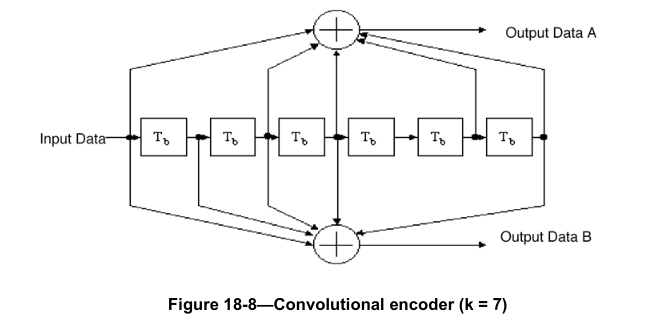 Output Data A
Input Data
T_b T_b T_b T_b T_b T_b
Output Data B
Figure 18-8—Convolutional encoder (k = 7)